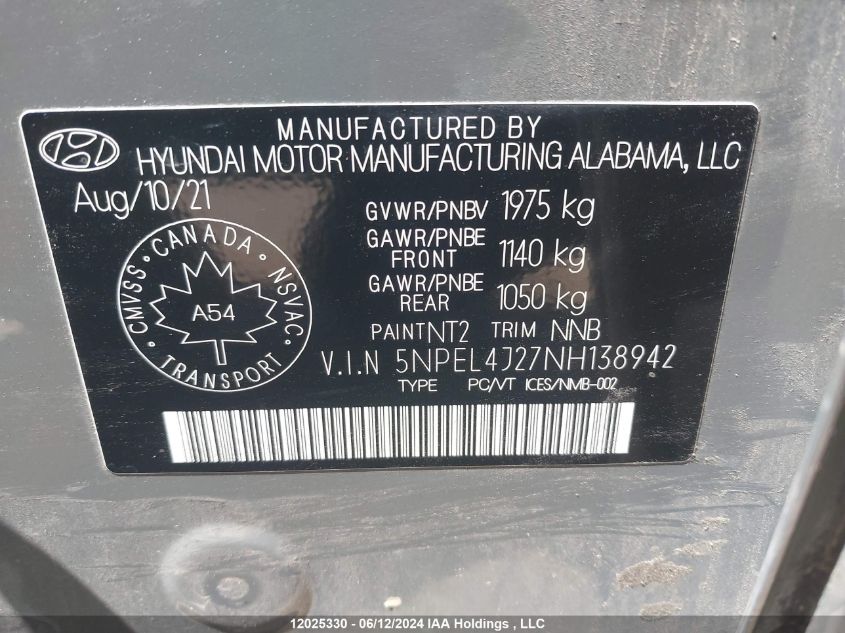 MANUFACTURED BY
HYUNDAI MOTOR MANUFACTURING ALABAMA, LLC
Aug/10/21
GVWR/PNBV 1975 kg
GAWR/PNBE FRONT 1140 kg
GAWR/PNBE REAR 1050 kg
CANADA
CMVSS NSVAC
A54
TRANSPORT
PAINT NT2 TRIM NNB
V.I.N 5NPEL4J27NH138942
TYPE PC/VT ICES/NMB-002
12025330 - 06/12/2024 IAA Holdings , LLC